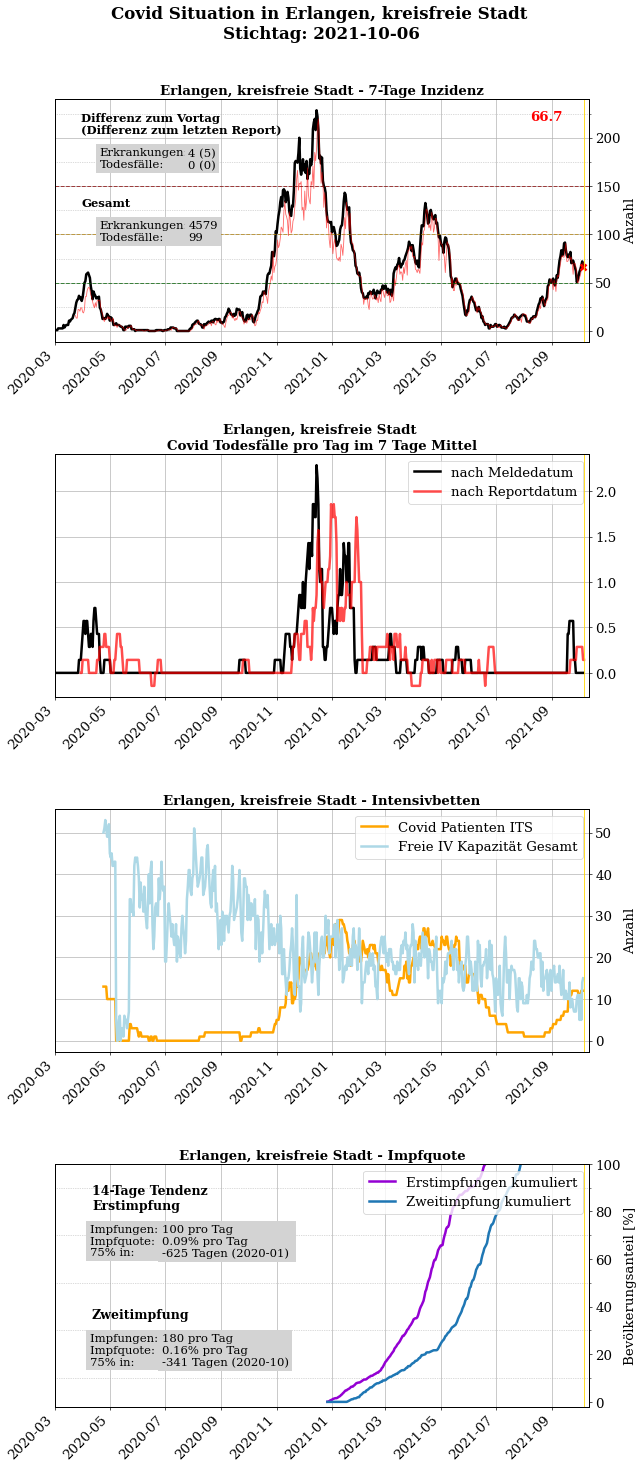 Covid Situation in Erlangen, kreisfreie Stadt
Stichtag: 2021-10-06
Erlangen, kreisfreie Stadt - 7-Tage Inzidenz
Differenz zum Vortag
(Differenz zum letzten Report)
Erkrankungen 4 (5)
Todesfälle: 0 (0)
Gesamt
Erkrankungen 4579
Todesfälle: 99
66.7
200
150
100
50
0
Anzahl
2020-03 2020-05 2020-07 2020-09 2020-11 2021-01 2021-03 2021-05 2021-07 2021-09
Erlangen, kreisfreie Stadt
Covid Todesfälle pro Tag im 7 Tage Mittel
nach Meldedatum
nach Reportdatum
2.0
1.5
1.0
0.5
0.0
2020-03 2020-05 2020-07 2020-09 2020-11 2021-01 2021-03 2021-05 2021-07 2021-09
Erlangen, kreisfreie Stadt - Intensivbetten
Covid Patienten ITS
Freie IV Kapazität Gesamt
50
40
30
20
10
0
Anzahl
2020-03 2020-05 2020-07 2020-09 2020-11 2021-01 2021-03 2021-05 2021-07 2021-09
Erlangen, kreisfreie Stadt - Impfquote
14-Tage Tendenz
Erstimpfung
Impfungen: 100 pro Tag
Impfquote: 0.09% pro Tag
75% in: -625 Tagen (2020-01)
Zweitimpfung
Impfungen: 180 pro Tag
Impfquote: 0.16% pro Tag
75% in: -341 Tagen (2020-10)
Erstimpfungen kumuliert
Zweitimpfung kumuliert
100
80
60
40
20
0
Bevölkerungsanteil [%]
2020-03 2020-05 2020-07 2020-09 2020-11 2021-01 2021-03 2021-05 2021-07 2021-09